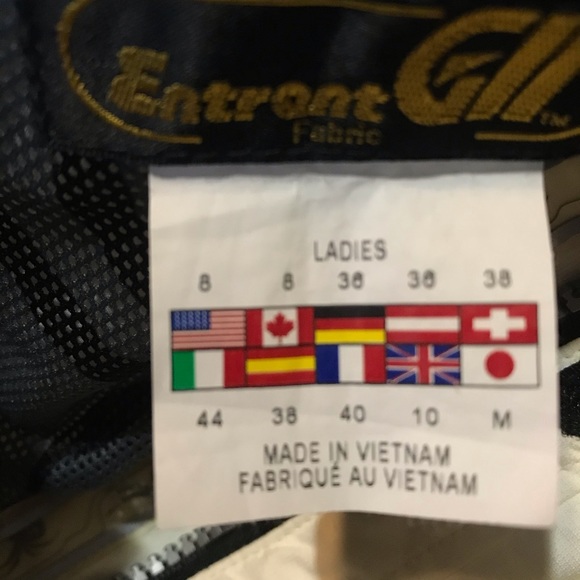 Entrant GII
TM
Fabric
LADIES
8 8 36 36 38
44 38 40 10 M
MADE IN VIETNAM
FABRIQUÉ AU VIETNAM